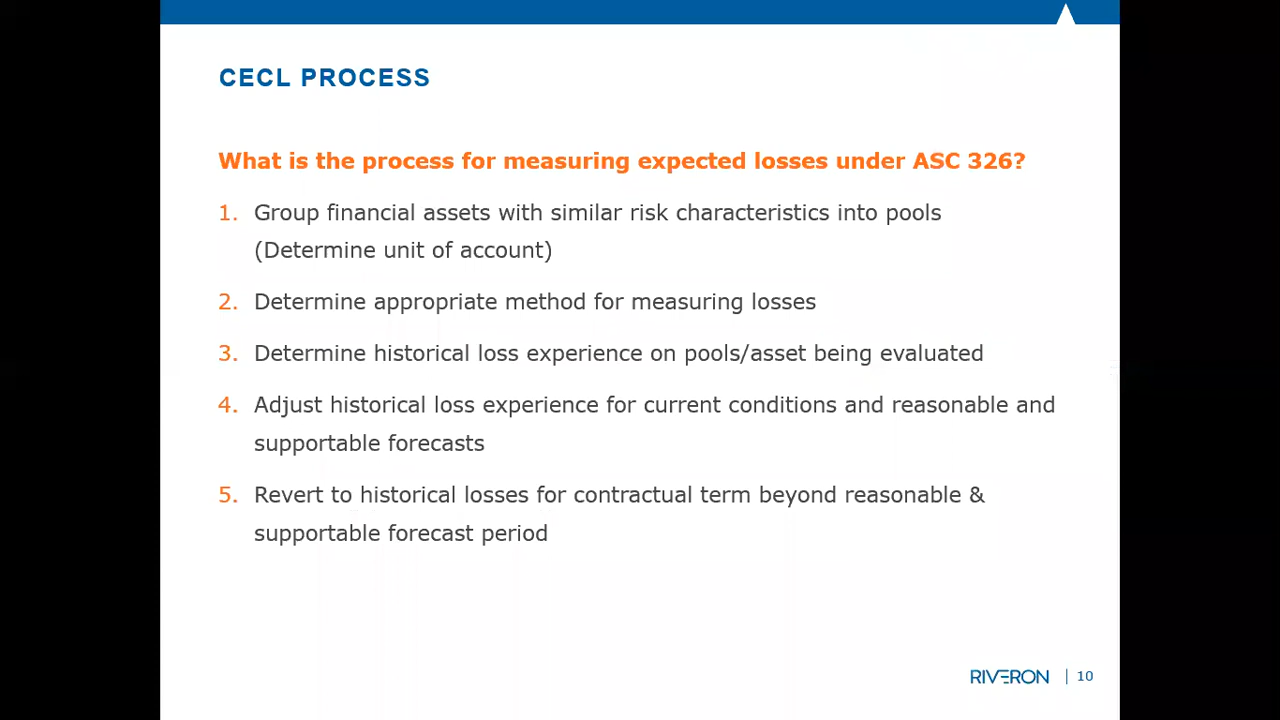 CECL PROCESS
What is the process for measuring expected losses under ASC 326?
1. Group financial assets with similar risk characteristics into pools
(Determine unit of account)
2. Determine appropriate method for measuring losses
3. Determine historical loss experience on pools/asset being evaluated
4. Adjust historical loss experience for current conditions and reasonable and
supportable forecasts
5. Revert to historical losses for contractual term beyond reasonable &
supportable forecast period
RIVERON | 10